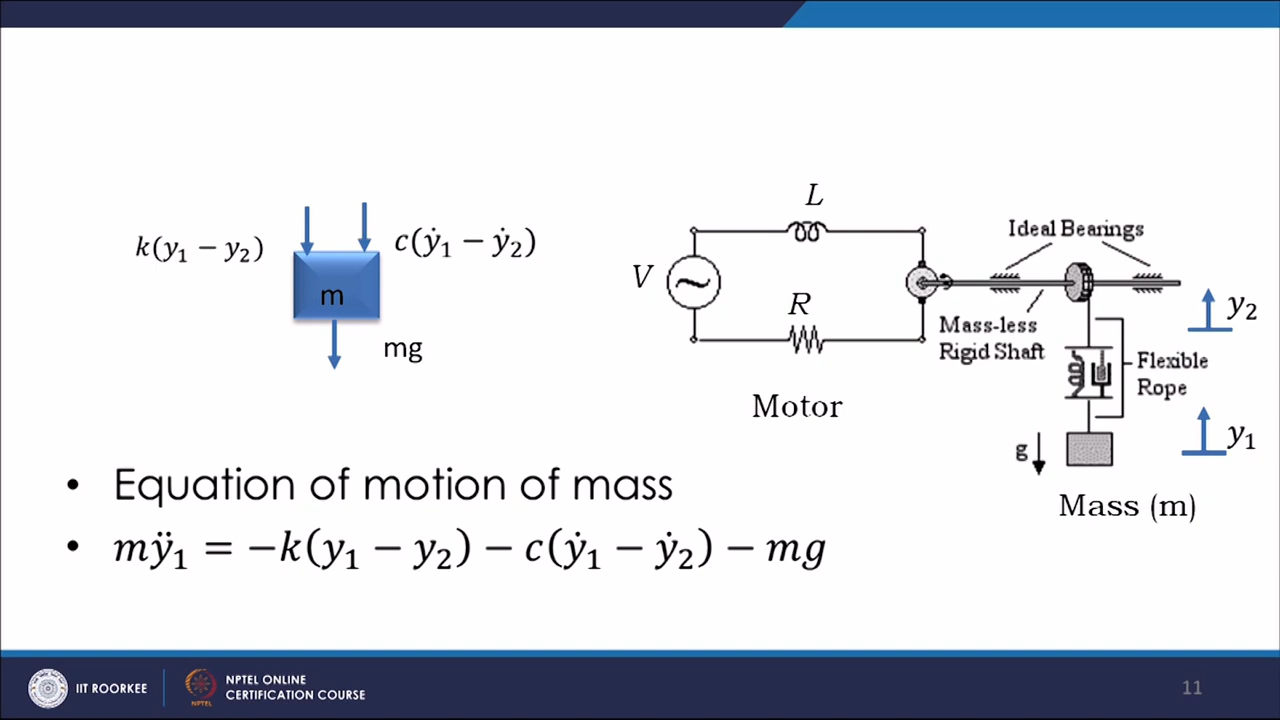 k(y₁ − y₂)
c(ẏ₁ − ẏ₂)
m
mg
L
V
R
Motor
Ideal Bearings
Mass-less
Rigid Shaft
y₂
Flexible
Rope
y₁
g
Mass (m)
• Equation of motion of mass
• mÿ₁ = −k(y₁ − y₂) − c(ẏ₁ − ẏ₂) − mg
IIT ROORKEE
NPTEL
NPTEL ONLINE
CERTIFICATION COURSE
11